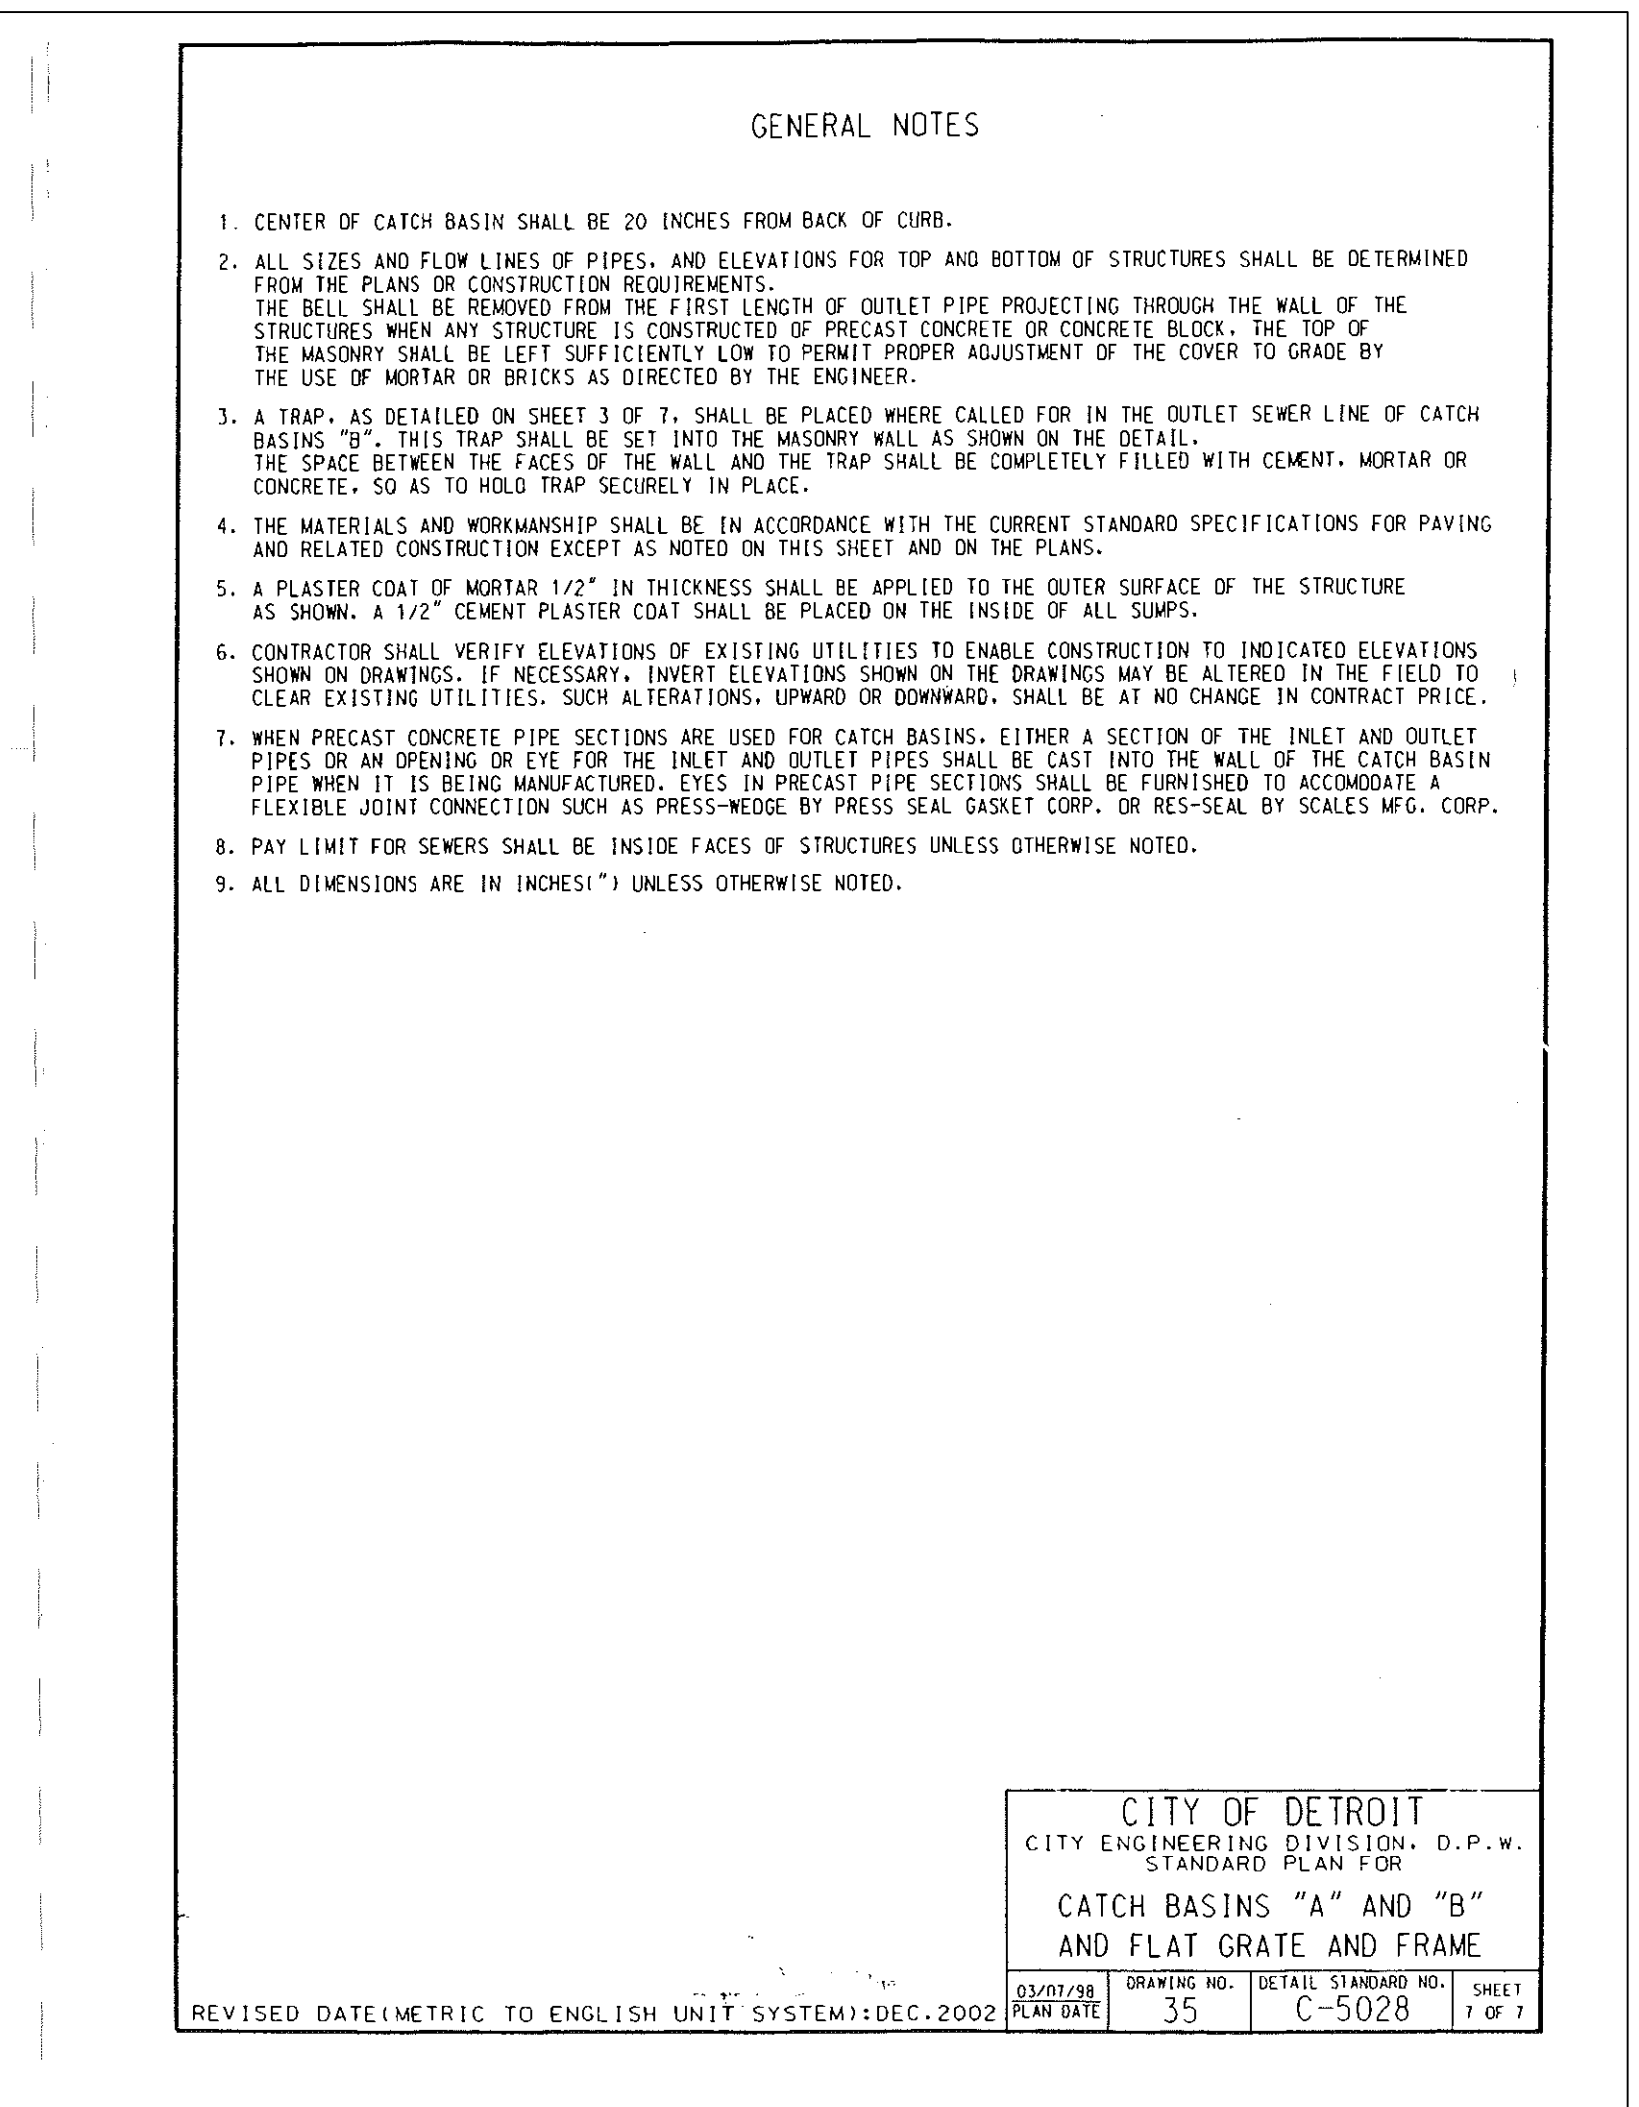 GENERAL NOTES
1. CENTER OF CATCH BASIN SHALL BE 20 INCHES FROM BACK OF CURB.
2. ALL SIZES AND FLOW LINES OF PIPES, AND ELEVATIONS FOR TOP AND BOTTOM OF STRUCTURES SHALL BE DETERMINED
FROM THE PLANS OR CONSTRUCTION REQUIREMENTS.
THE BELL SHALL BE REMOVED FROM THE FIRST LENGTH OF OUTLET PIPE PROJECTING THROUGH THE WALL OF THE
STRUCTURES WHEN ANY STRUCTURE IS CONSTRUCTED OF PRECAST CONCRETE OR CONCRETE BLOCK, THE TOP OF
THE MASONRY SHALL BE LEFT SUFFICIENTLY LOW TO PERMIT PROPER ADJUSTMENT OF THE COVER TO GRADE BY
THE USE OF MORTAR OR BRICKS AS DIRECTED BY THE ENGINEER.
3. A TRAP, AS DETAILED ON SHEET 3 OF 7, SHALL BE PLACED WHERE CALLED FOR IN THE OUTLET SEWER LINE OF CATCH
BASINS "B". THIS TRAP SHALL BE SET INTO THE MASONRY WALL AS SHOWN ON THE DETAIL.
THE SPACE BETWEEN THE FACES OF THE WALL AND THE TRAP SHALL BE COMPLETELY FILLED WITH CEMENT, MORTAR OR
CONCRETE, SO AS TO HOLD TRAP SECURELY IN PLACE.
4. THE MATERIALS AND WORKMANSHIP SHALL BE IN ACCORDANCE WITH THE CURRENT STANDARD SPECIFICATIONS FOR PAVING
AND RELATED CONSTRUCTION EXCEPT AS NOTED ON THIS SHEET AND ON THE PLANS.
5. A PLASTER COAT OF MORTAR 1/2" IN THICKNESS SHALL BE APPLIED TO THE OUTER SURFACE OF THE STRUCTURE
AS SHOWN. A 1/2" CEMENT PLASTER COAT SHALL BE PLACED ON THE INSIDE OF ALL SUMPS.
6. CONTRACTOR SHALL VERIFY ELEVATIONS OF EXISTING UTILITIES TO ENABLE CONSTRUCTION TO INDICATED ELEVATIONS
SHOWN ON DRAWINGS. IF NECESSARY, INVERT ELEVATIONS SHOWN ON THE DRAWINGS MAY BE ALTERED IN THE FIELD TO
CLEAR EXISTING UTILITIES. SUCH ALTERATIONS, UPWARD OR DOWNWARD, SHALL BE AT NO CHANGE IN CONTRACT PRICE.
7. WHEN PRECAST CONCRETE PIPE SECTIONS ARE USED FOR CATCH BASINS, EITHER A SECTION OF THE INLET AND OUTLET
PIPES OR AN OPENING OR EYE FOR THE INLET AND OUTLET PIPES SHALL BE CAST INTO THE WALL OF THE CATCH BASIN
PIPE WHEN IT IS BEING MANUFACTURED. EYES IN PRECAST PIPE SECTIONS SHALL BE FURNISHED TO ACCOMODATE A
FLEXIBLE JOINT CONNECTION SUCH AS PRESS-WEDGE BY PRESS SEAL GASKET CORP. OR RES-SEAL BY SCALES MFG. CORP.
8. PAY LIMIT FOR SEWERS SHALL BE INSIDE FACES OF STRUCTURES UNLESS OTHERWISE NOTED.
9. ALL DIMENSIONS ARE IN INCHES(") UNLESS OTHERWISE NOTED.
CITY OF DETROIT
CITY ENGINEERING DIVISION, D.P.W.
STANDARD PLAN FOR
CATCH BASINS "A" AND "B"
AND FLAT GRATE AND FRAME
REVISED DATE(METRIC TO ENGLISH UNIT SYSTEM):DEC.2002
03/07/98
PLAN DATE
DRAWING NO.
35
DETAIL STANDARD NO.
C-5028
SHEET
7 OF 7